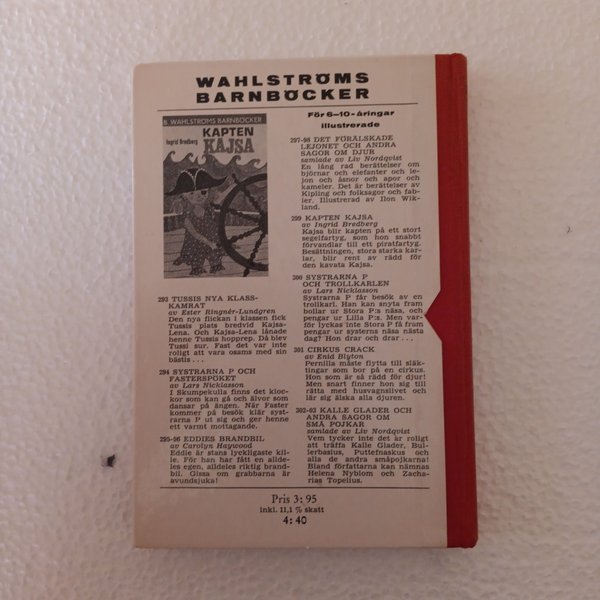 WAHLSTRÖMS
BARNBÖCKER
B. WAHLSTRÖMS BARNBÖCKER
Ingrid Bredberg
KAPTEN
KAJSA
293 TUSSIS NYA KLASS-
KAMRAT
av Ester Ringnér-Lundgren
Den nya flickan i klassen fick
Tussis plats bredvid Kajsa-
Lena. Och Kajsa-Lena lånade
henne Tussis hopprep. Då blev
Tussi sur. Fast det var inte
roligt att vara osams med sin
bästis ...
294 SYSTRARNA P OCH
FASTERSPÖKET
av Lars Nicklasson
I Skumpekulla finns det kloc-
kor som kan gå och älvor som
dansar på ängen. När Faster
kommer på besök klär syst-
rarna P ut sig och ger henne
ett varmt mottagande.
295-96 EDDIES BRANDBIL
av Carolyn Haywood
Eddie är stans lyckligaste kil-
le. För han har fått en allde-
les egen, alldeles riktig brand-
bil. Gissa om grabbarna är
avundsjuka!
För 6–10-åringar
illustrerade
297-98 DET FÖRÄLSKADE
LEJONET OCH ANDRA
SAGOR OM DJUR
samlade av Liv Nordqvist
En lång rad berättelser om
björnar och elefanter och le-
jon och åsnor och apor och
kameler. Det är berättelser av
Kipling och folksagor och fab-
ler. Illustrerad av Ilon Wik-
land.
299 KAPTEN KAJSA
av Ingrid Bredberg
Kajsa blir kapten på ett stort
segelfartyg, som hon snabbt
förvandlar till ett piratfartyg.
Besättningen, stora starka kar-
lar, blir rent av rädd för
den kavata Kajsa.
300 SYSTRARNA P
OCH TROLLKARLEN
av Lars Nicklasson
Systrarna P får besök av en
trollkarl. Han kan snyta fram
bollar ur Stora P:s näsa, och
pengar ur Lilla P:s. Men var-
för lyckas inte Stora P få fram
pengar ur systerns näsa nästa
dag? Hon drar och drar ...
301 CIRKUS CRACK
av Enid Blyton
Pernilla måste flytta till släk-
tingar som bor på en cirkus.
Hon som är så rädd för djur!
Men snart finner hon sig till
rätta med husvagnslivet och
lär sig älska alla djuren.
302-03 KALLE GLADER OCH
ANDRA SAGOR OM
SMÅ POJKAR
samlade av Liv Nordqvist
Vem tycker inte det är roligt
att träffa Kalle Glader, Bul-
lerbasius, Puttefnaskus och
alla de andra småpojkarna!
Bland författarna kan nämnas
Helena Nyblom och Zacha-
rias Topelius.
Pris 3: 95
inkl. 11,1 % skatt
4: 40